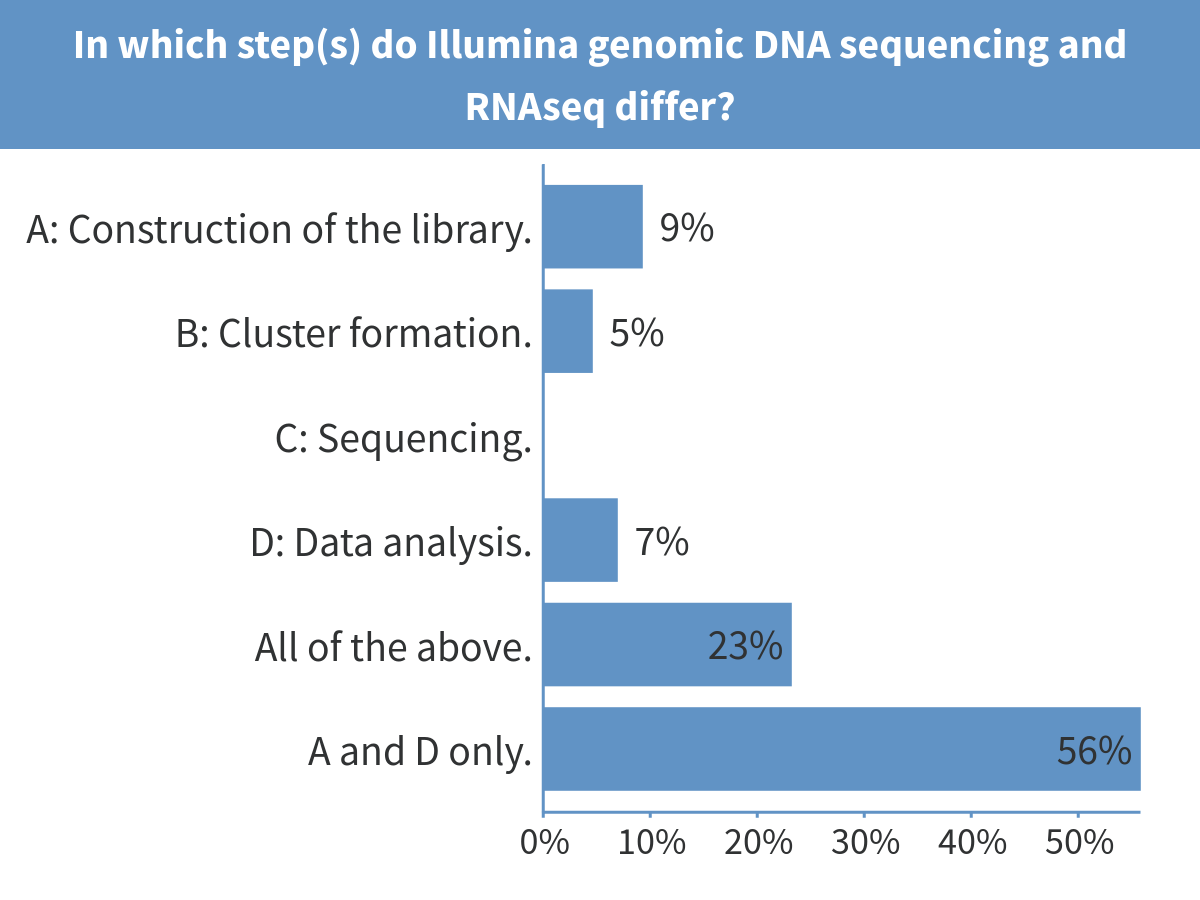 In which step(s) do Illumina genomic DNA sequencing and
RNAseq differ?
A: Construction of the library. 9%
B: Cluster formation. 5%
C: Sequencing.
D: Data analysis. 7%
All of the above. 23%
A and D only. 56%
0% 10% 20% 30% 40% 50%